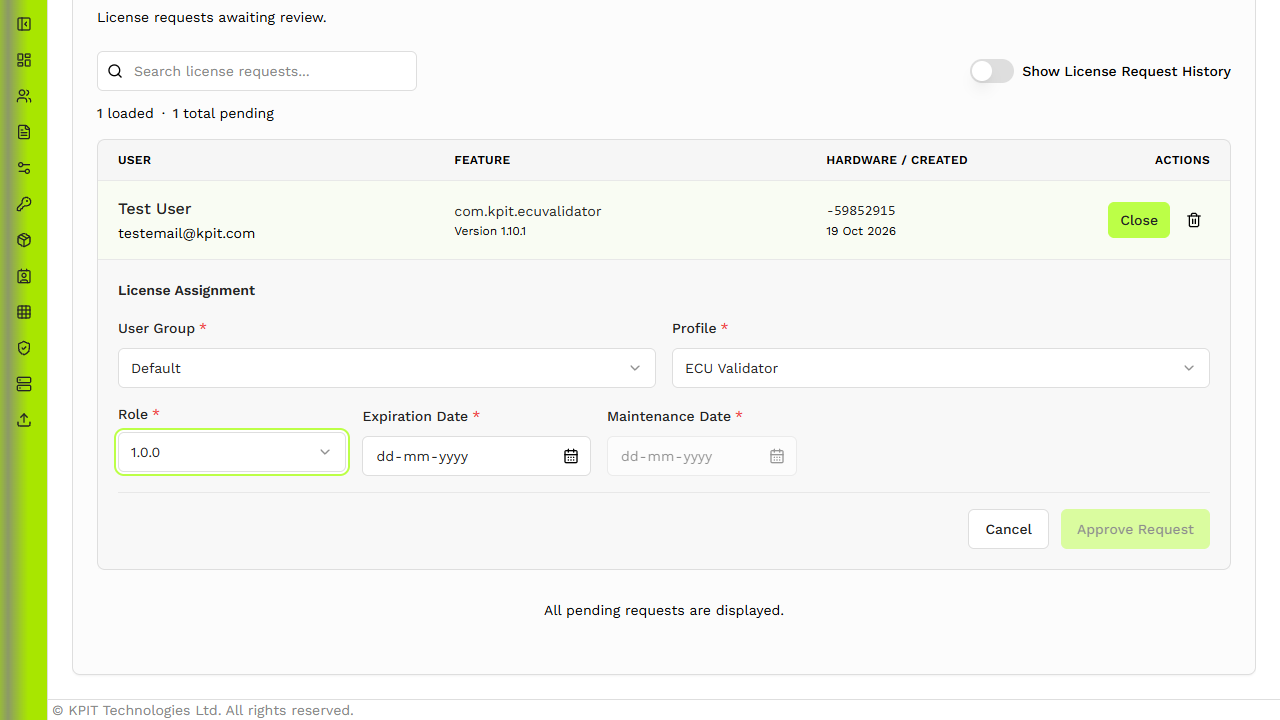 License requests awaiting review.
Search license requests...
Show License Request History
1 loaded · 1 total pending
USER FEATURE HARDWARE / CREATED ACTIONS
Test User com.kpit.ecuvalidator -59852915 Close
testemail@kpit.com Version 1.10.1 19 Oct 2026
License Assignment
User Group * Profile *
Default ECU Validator
Role * Expiration Date * Maintenance Date *
1.0.0 dd-mm-yyyy dd-mm-yyyy
Cancel Approve Request
All pending requests are displayed.
© KPIT Technologies Ltd. All rights reserved.